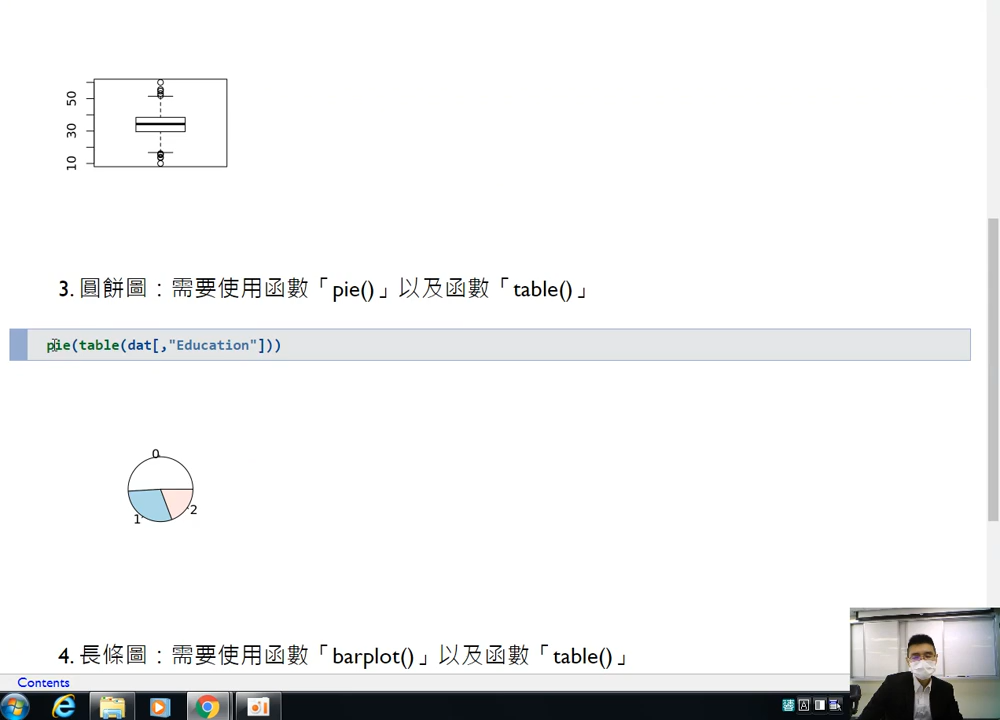 50
30
10
3. 圓餅圖：需要使用函數「pie()」以及函數「table()」
pie(table(dat[,"Education"]))
0
1
2
4. 長條圖：需要使用函數「barplot()」以及函數「table()」
Contents
A